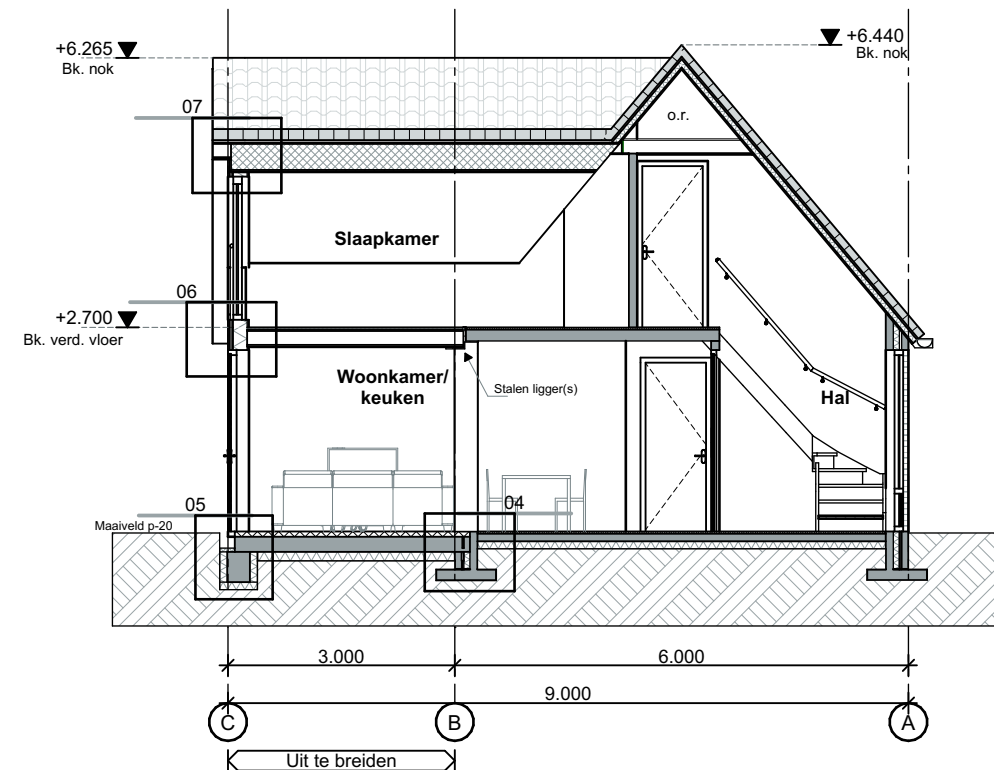 +6.265
Bk. nok
+6.440
Bk. nok
07
o.r.
Slaapkamer
06
+2.700
Bk. verd. vloer
Woonkamer/
keuken
Stalen ligger(s)
Hal
05
04
Maaiveld p-20
3.000
6.000
9.000
C
B
A
Uit te breiden